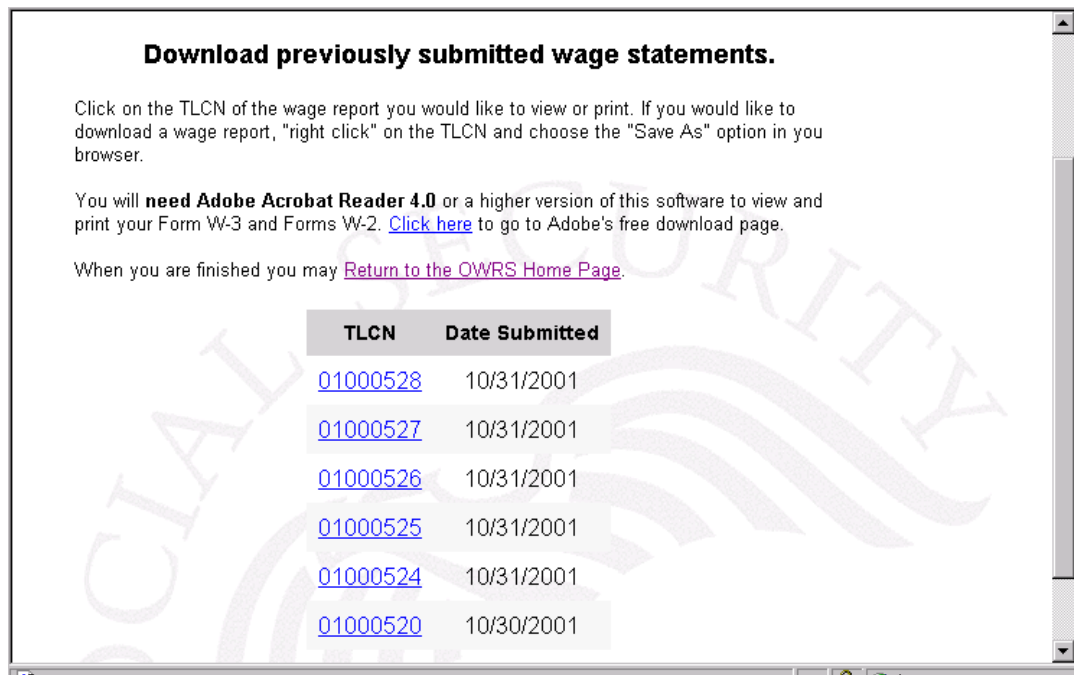 Download previously submitted wage statements.
Click on the TLCN of the wage report you would like to view or print. If you would like to
download a wage report, "right click" on the TLCN and choose the "Save As" option in you
browser.
You will need Adobe Acrobat Reader 4.0 or a higher version of this software to view and
print your Form W-3 and Forms W-2. Click here to go to Adobe's free download page.
When you are finished you may Return to the OWRS Home Page.
TLCN Date Submitted
01000528 10/31/2001
01000527 10/31/2001
01000526 10/31/2001
01000525 10/31/2001
01000524 10/31/2001
01000520 10/30/2001
SOCIAL SECURITY